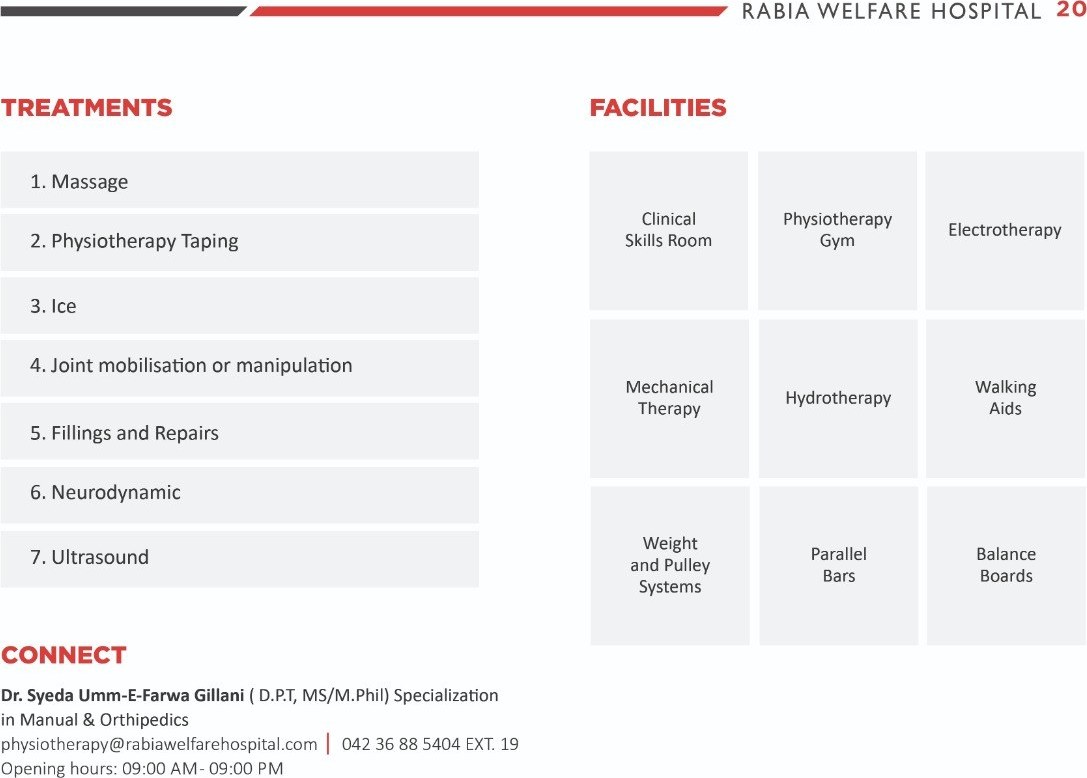 RABIA WELFARE HOSPITAL 20
TREATMENTS
1. Massage
2. Physiotherapy Taping
3. Ice
4. Joint mobilisation or manipulation
5. Fillings and Repairs
6. Neurodynamic
7. Ultrasound
FACILITIES
Clinical
Skills Room
Physiotherapy
Gym
Electrotherapy
Mechanical
Therapy
Hydrotherapy
Walking
Aids
Weight
and Pulley
Systems
Parallel
Bars
Balance
Boards
CONNECT
Dr. Syeda Umm-E-Farwa Gillani ( D.P.T, MS/M.Phil) Specialization
in Manual & Orthipedics
physiotherapy@rabiawelfarehospital.com | 042 36 88 5404 EXT. 19
Opening hours: 09:00 AM- 09:00 PM